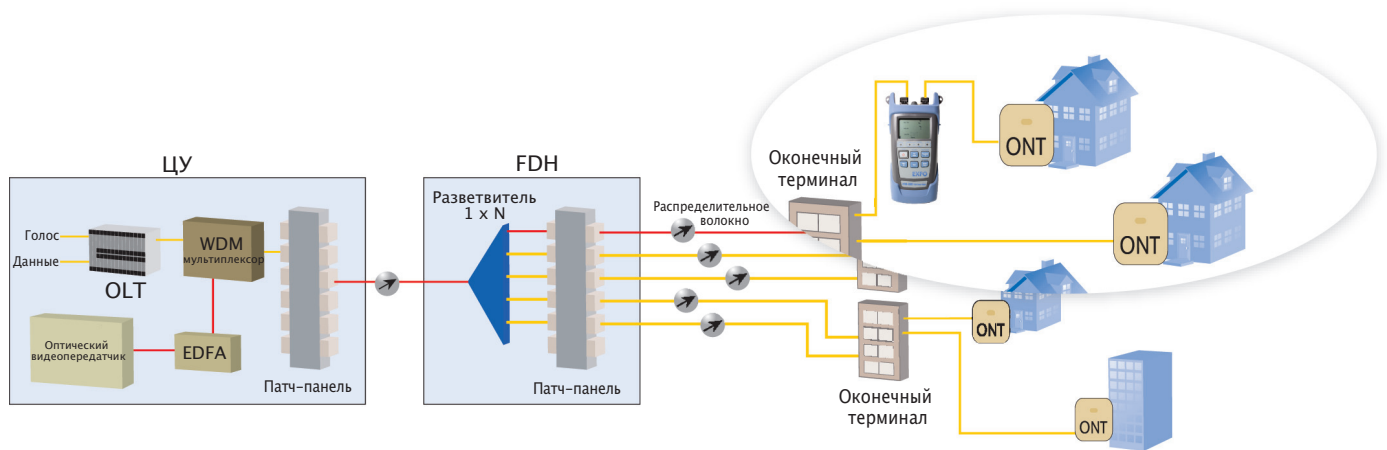 ЦУ
Голос
Данные
OLT
WDM
мультиплексор
Оптический
видеопередатчик
EDFA
Патч-панель
FDH
Разветвитель
1 x N
Патч-панель
Распределительное
волокно
Оконечный
терминал
EXFO
ONT
ONT
ONT
ONT
Оконечный
терминал